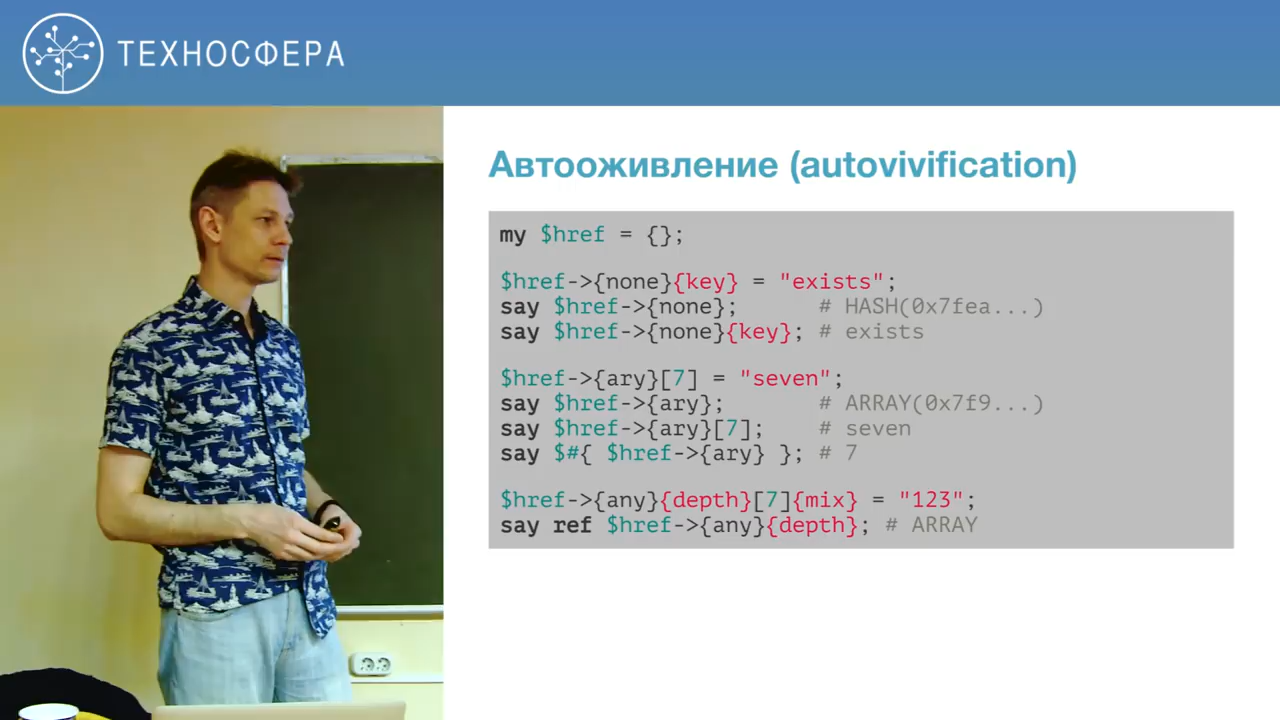 ТЕХНОСФЕРА
Автооживление (autovivification)
my $href = {};
$href->{none}{key} = "exists";
say $href->{none};      # HASH(0x7fea...)
say $href->{none}{key}; # exists
$href->{ary}[7] = "seven";
say $href->{ary};       # ARRAY(0x7f9...)
say $href->{ary}[7];    # seven
say $#{ $href->{ary} }; # 7
$href->{any}{depth}[7]{mix} = "123";
say ref $href->{any}{depth}; # ARRAY